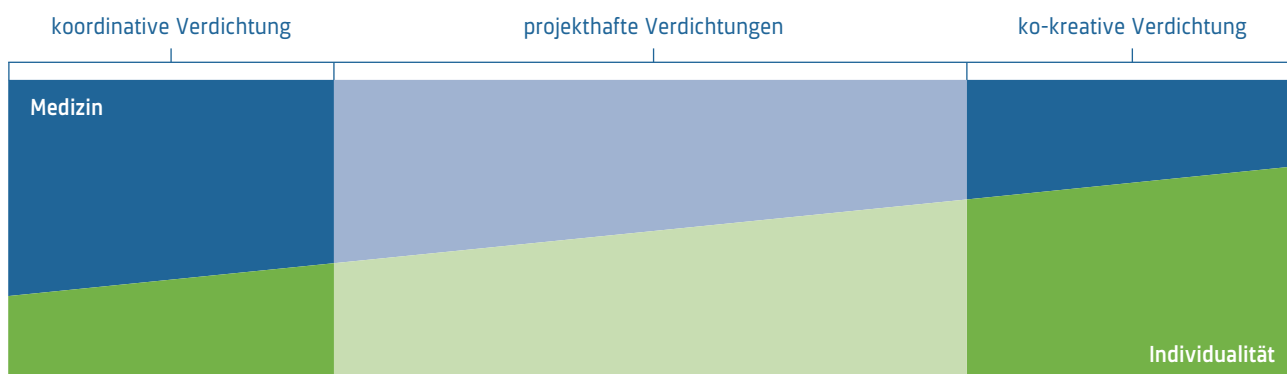 koordinative Verdichtung
projekthafte Verdichtungen
ko-kreative Verdichtung
Medizin
Individualität